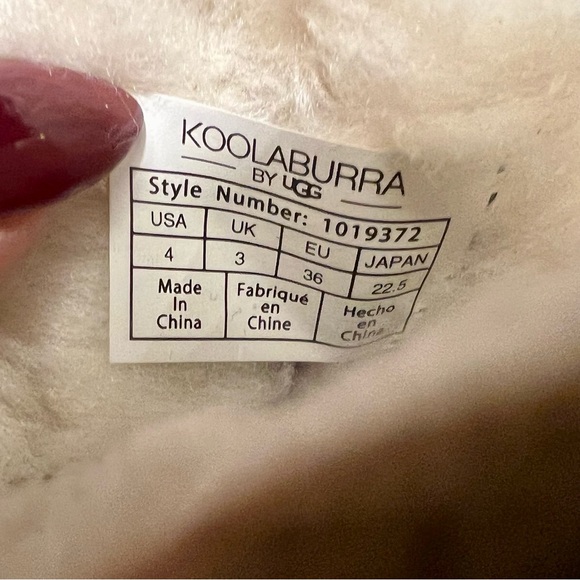 KOOLABURRA
BY UGG
Style Number: 1019372
USA UK EU JAPAN
4 3 36 22.5
Made Fabriqué Hecho
In en en
China Chine China